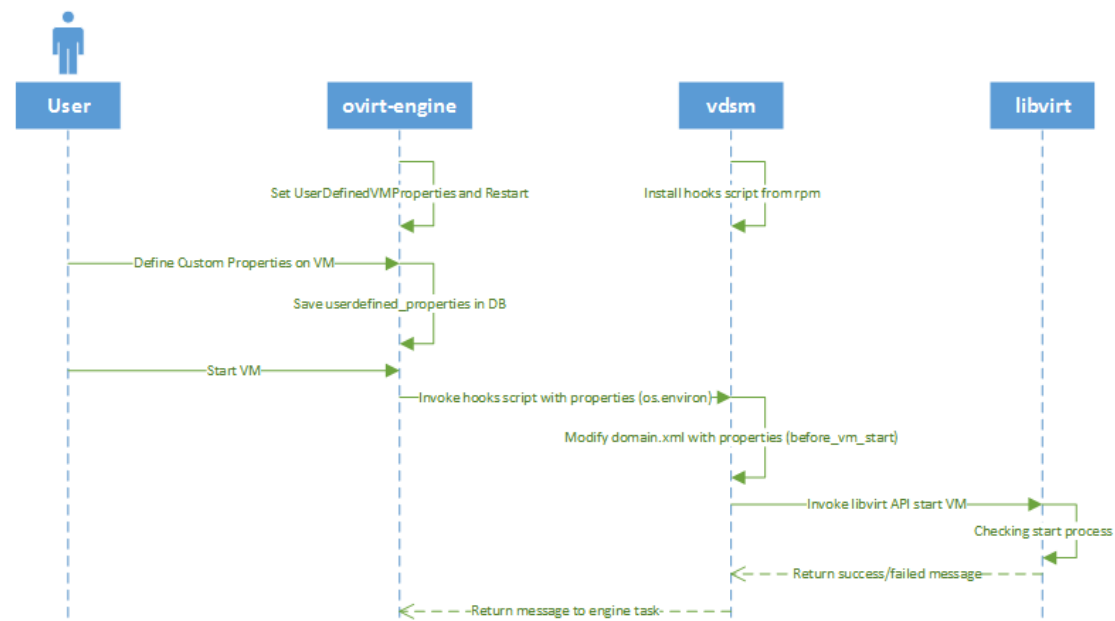 User
ovirt-engine
vdsm
libvirt
Set UserDefinedVMProperties and Restart
Install hooks script from rpm
Define Custom Properties on VM
Save userdefined_properties in DB
Start VM
Invoke hooks script with properties (os.environ)
Modify domain.xml with properties (before_vm_start)
Invoke libvirt API start VM
Checking start process
Return success/failed message
Return message to engine task